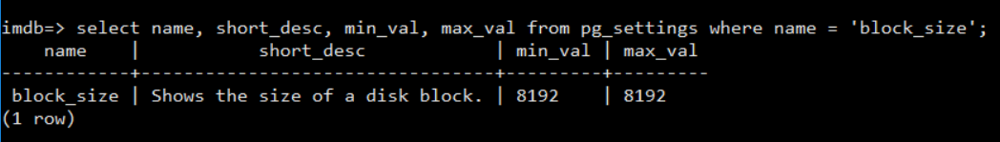 imdb=> select name, short_desc, min_val, max_val from pg_settings where name = 'block_size';
    name    |           short_desc           | min_val | max_val
------------+--------------------------------+---------+---------
 block_size | Shows the size of a disk block. | 8192    | 8192
(1 row)